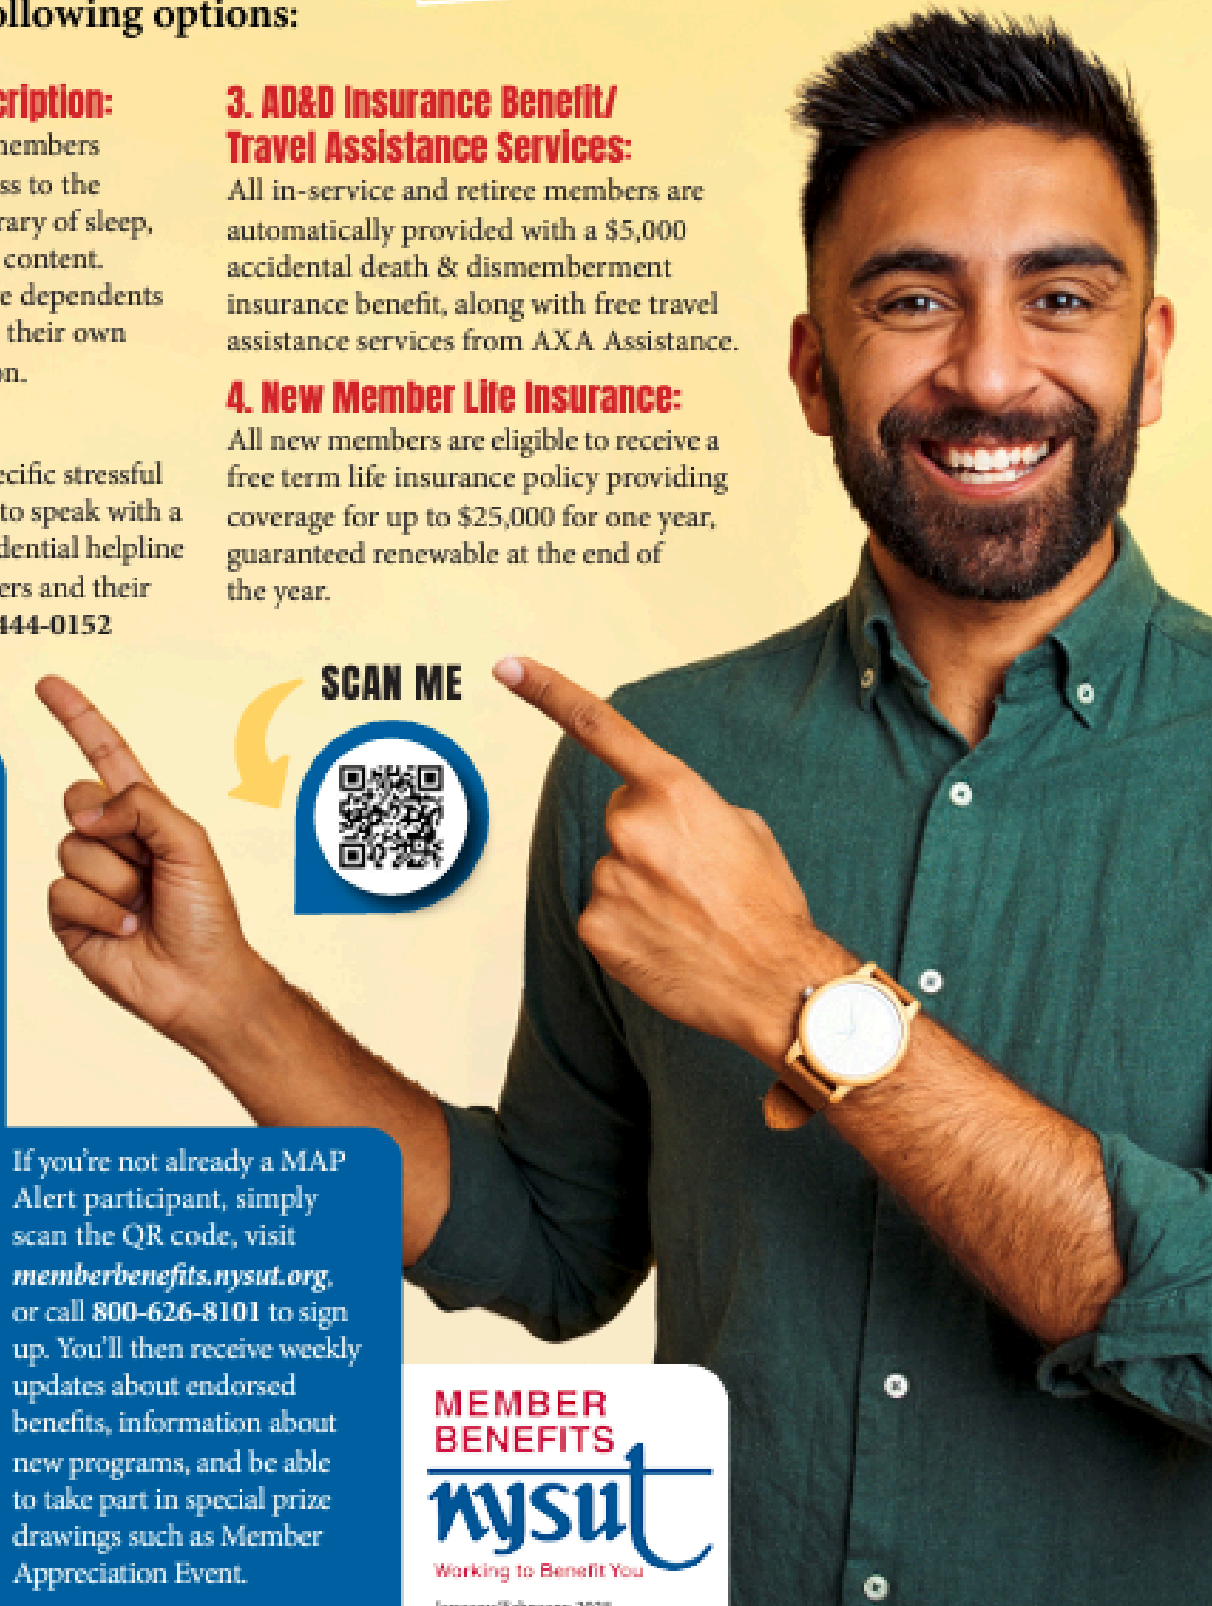 ollowing options:
cription:
members
ss to the
rary of sleep,
content.
e dependents
their own
on.
ecific stressful
to speak with a
dential helpline
ers and their
444-0152
3. AD&D Insurance Benefit/
Travel Assistance Services:
All in-service and retiree members are
automatically provided with a $5,000
accidental death & dismemberment
insurance benefit, along with free travel
assistance services from AXA Assistance.
4. New Member Life Insurance:
All new members are eligible to receive a
free term life insurance policy providing
coverage for up to $25,000 for one year,
guaranteed renewable at the end of
the year.
SCAN ME
If you’re not already a MAP
Alert participant, simply
scan the QR code, visit
memberbenefits.nysut.org,
or call 800-626-8101 to sign
up. You’ll then receive weekly
updates about endorsed
benefits, information about
new programs, and be able
to take part in special prize
drawings such as Member
Appreciation Event.
MEMBER
BENEFITS
nysut
Working to Benefit You